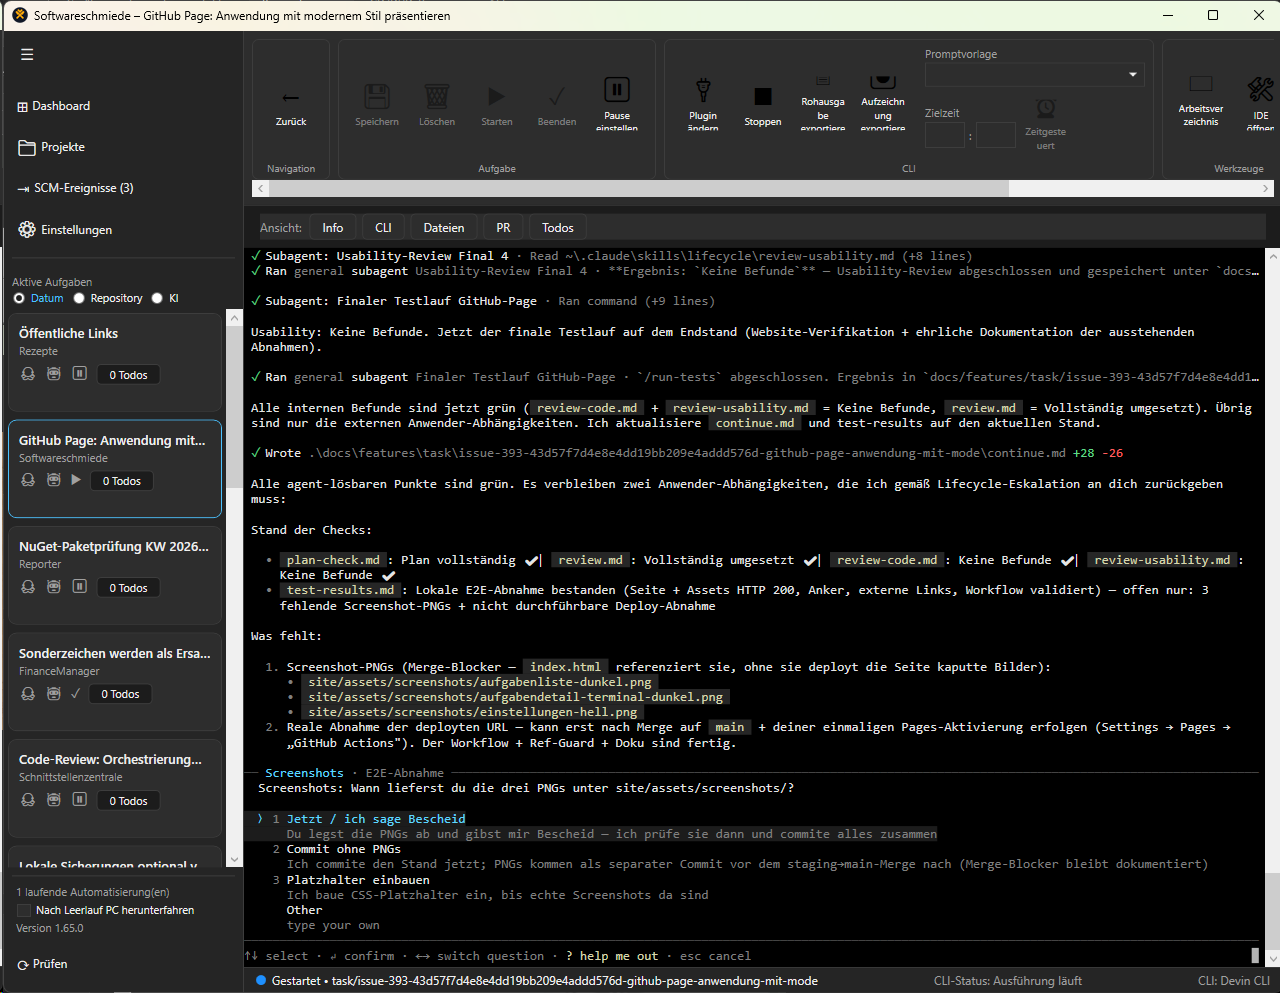 Softwareschmiede – GitHub Page: Anwendung mit modernem Stil präsentieren
Dashboard
Projekte
SCM-Ereignisse (3)
Einstellungen
Aktive Aufgaben
Datum Repository KI
Öffentliche Links
Rezepte
0 Todos
GitHub Page: Anwendung mit...
Softwareschmiede
0 Todos
NuGet-Paketprüfung KW 2026...
Reporter
0 Todos
Sonderzeichen werden als Ersa...
FinanceManager
0 Todos
Code-Review: Orchestrierung...
Schnittstellenzentrale
0 Todos
Lokale Sicherungen optional v
1 laufende Automatisierung(en)
Nach Leerlauf PC herunterfahren
Version 1.65.0
Prüfen
Zurück
Navigation
Speichern
Löschen
Starten
Beenden
Pause
einstellen
Aufgabe
Plugin
ändern
Stoppen
Rohausga
be
exportiere
Aufzeichn
ung
exportiere
Promptvorlage
Zielzeit
:
Zeitgeste
uert
CLI
Arbeitsver
zeichnis
IDE
öffnen
Werkzeuge
Ansicht: Info CLI Dateien PR Todos
✓ Subagent: Usability-Review Final 4 · Read ~\.claude\skills\lifecycle\review-usability.md (+8 lines)
✓ Ran general subagent Usability-Review Final 4 · **Ergebnis: `Keine Befunde`** — Usability-Review abgeschlossen und gespeichert unter `docs…
✓ Subagent: Finaler Testlauf GitHub-Page · Ran command (+9 lines)
Usability: Keine Befunde. Jetzt der finale Testlauf auf dem Endstand (Website-Verifikation + ehrliche Dokumentation der ausstehenden
Abnahmen).
✓ Ran general subagent Finaler Testlauf GitHub-Page · `/run-tests` abgeschlossen. Ergebnis in `docs/features/task/issue-393-43d57f7d4e8e4dd1…
Alle internen Befunde sind jetzt grün ( review-code.md + review-usability.md = Keine Befunde, review.md = Vollständig umgesetzt). Übrig
sind nur die externen Anwender-Abhängigkeiten. Ich aktualisiere continue.md und test-results auf den aktuellen Stand.
✓ Wrote .\docs\features\task\issue-393-43d57f7d4e8e4dd19bb209e4addd576d-github-page-anwendung-mit-mode\continue.md +28 -26
Alle agent-lösbaren Punkte sind grün. Es verbleiben zwei Anwender-Abhängigkeiten, die ich gemäß Lifecycle-Eskalation an dich zurückgeben
muss:
Stand der Checks:
• plan-check.md : Plan vollständig ✔| review.md : Vollständig umgesetzt ✔| review-code.md : Keine Befunde ✔| review-usability.md :
Keine Befunde ✔
• test-results.md : Lokale E2E-Abnahme bestanden (Seite + Assets HTTP 200, Anker, externe Links, Workflow validiert) — offen nur: 3
fehlende Screenshot-PNGs + nicht durchführbare Deploy-Abnahme
Was fehlt:
1. Screenshot-PNGs (Merge-Blocker — index.html referenziert sie, ohne sie deployt die Seite kaputte Bilder):
• site/assets/screenshots/aufgabenliste-dunkel.png
• site/assets/screenshots/aufgabendetail-terminal-dunkel.png
• site/assets/screenshots/einstellungen-hell.png
2. Reale Abnahme der deployten URL — kann erst nach Merge auf main + deiner einmaligen Pages-Aktivierung erfolgen (Settings → Pages →
„GitHub Actions"). Der Workflow + Ref-Guard + Doku sind fertig.
Screenshots · E2E-Abnahme
Screenshots: Wann lieferst du die drei PNGs unter site/assets/screenshots/?
❯ 1 Jetzt / ich sage Bescheid
Du legst die PNGs ab und gibst mir Bescheid — ich prüfe sie dann und commite alles zusammen
2 Commit ohne PNGs
Ich commite den Stand jetzt; PNGs kommen als separater Commit vor dem staging→main-Merge nach (Merge-Blocker bleibt dokumentiert)
3 Platzhalter einbauen
Ich baue CSS-Platzhalter ein, bis echte Screenshots da sind
Other
type your own
↑↓ select · ↲ confirm · ↔ switch question · ? help me out · esc cancel
Gestartet • task/issue-393-43d57f7d4e8e4dd19bb209e4addd576d-github-page-anwendung-mit-mode
CLI-Status: Ausführung läuft
CLI: Devin CLI